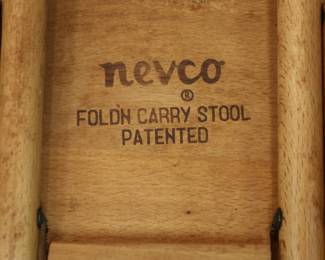 nevco
®
FOLD'N CARRY STOOL
PATENTED